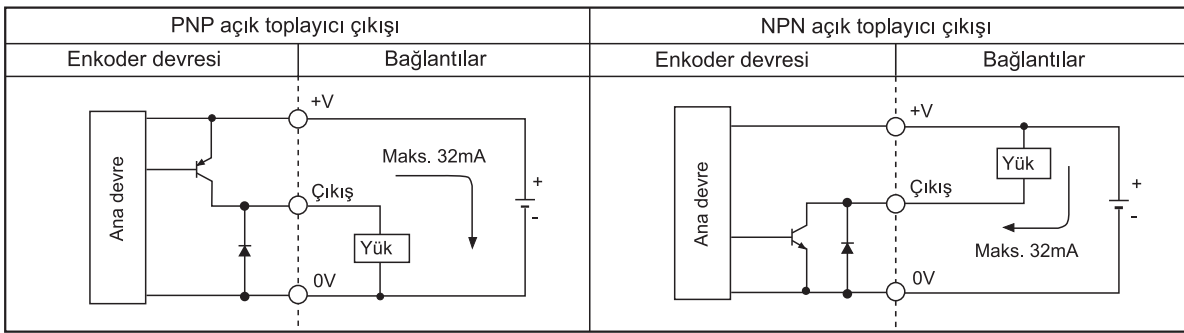 PNP açık toplayıcı çıkışı
Enkoder devresi
Bağlantılar
Ana devre
+V
Maks. 32mA
Çıkış
Yük
0V
+
-
NPN açık toplayıcı çıkışı
Enkoder devresi
Bağlantılar
Ana devre
+V
Yük
Çıkış
Maks. 32mA
0V
+
-